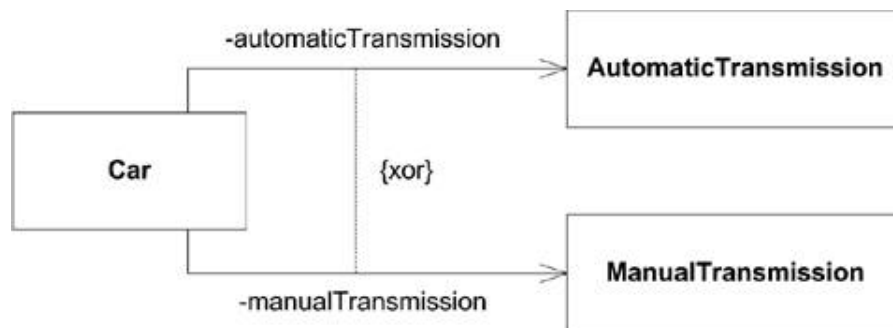 -automaticTransmission
AutomaticTransmission
Car
{xor}
ManualTransmission
-manualTransmission